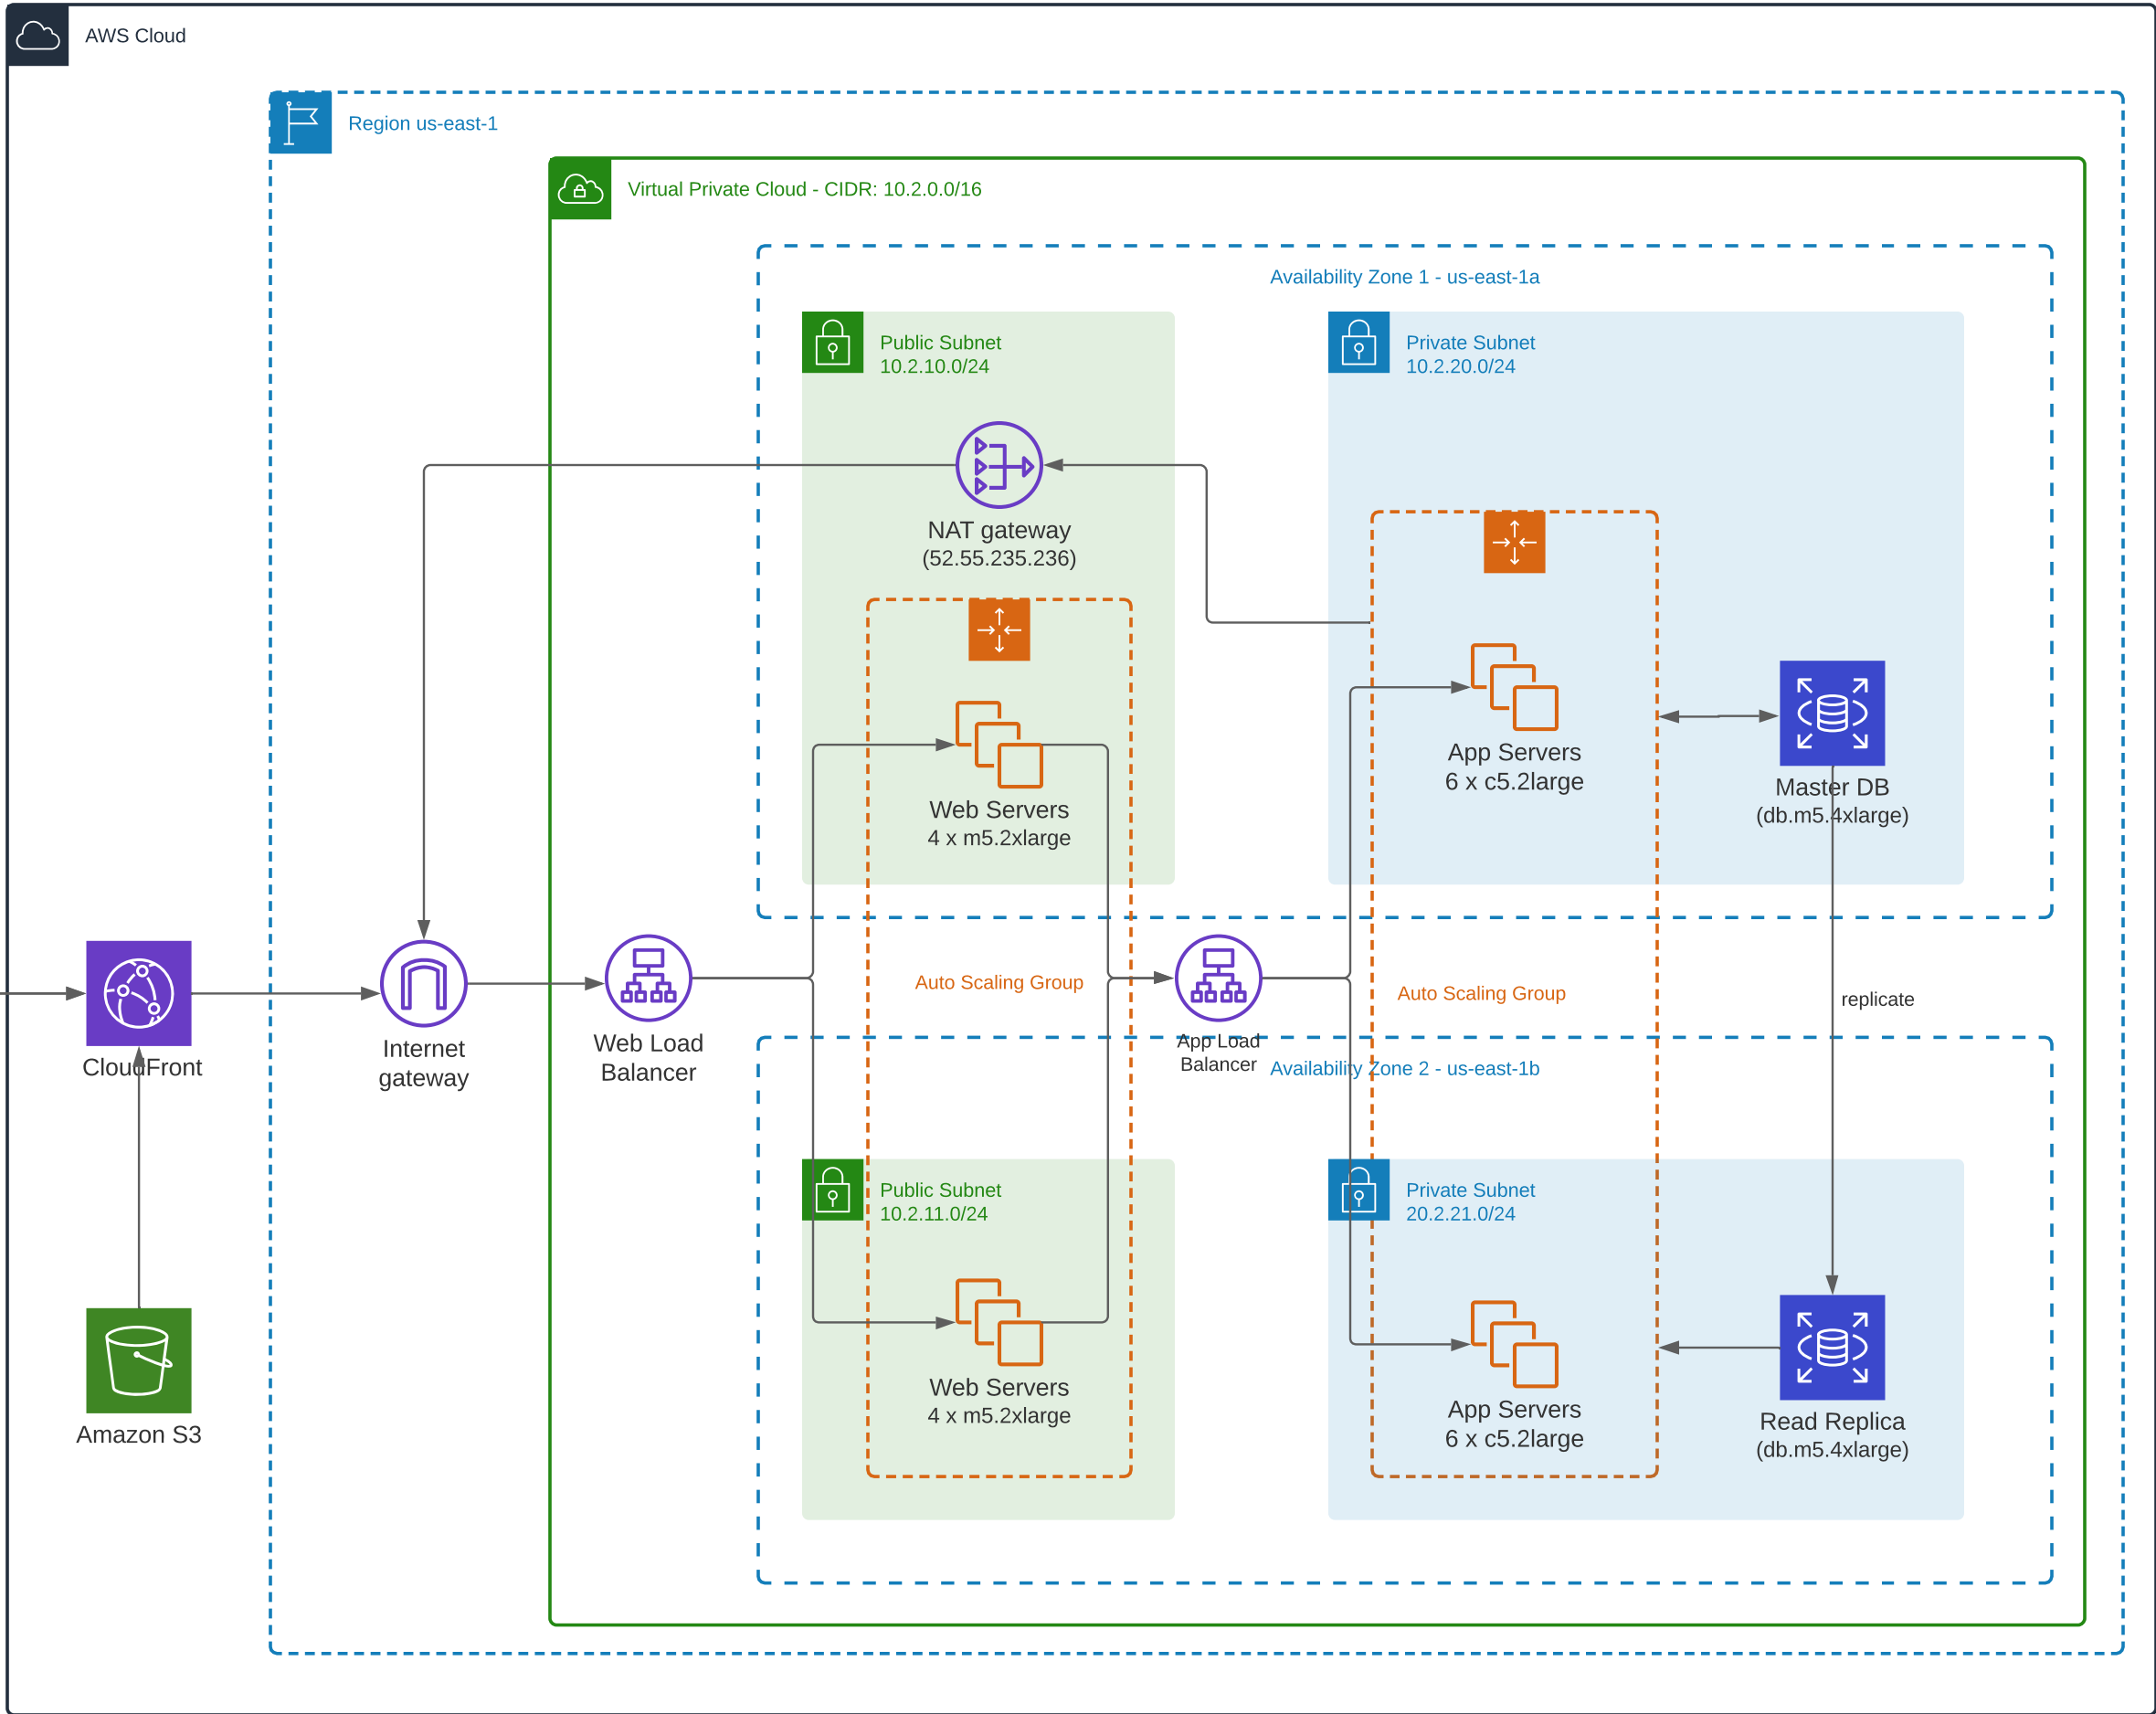 AWS Cloud
Region us-east-1
Virtual Private Cloud - CIDR: 10.2.0.0/16
Availability Zone 1 - us-east-1a
Public Subnet
10.2.10.0/24
Private Subnet
10.2.20.0/24
NAT gateway
(52.55.235.236)
Web Servers
4 x m5.2xlarge
App Servers
6 x c5.2large
Master DB
(db.m5.4xlarge)
CloudFront
Internet
gateway
Web Load
Balancer
Auto Scaling Group
App Load
Balancer
Auto Scaling Group
replicate
Availability Zone 2 - us-east-1b
Public Subnet
10.2.11.0/24
Private Subnet
20.2.21.0/24
Amazon S3
Web Servers
4 x m5.2xlarge
App Servers
6 x c5.2large
Read Replica
(db.m5.4xlarge)